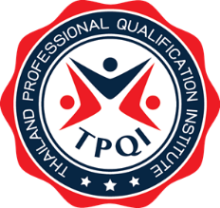 THAILAND PROFESSIONAL QUALIFICATION INSTITUTE
TPQI